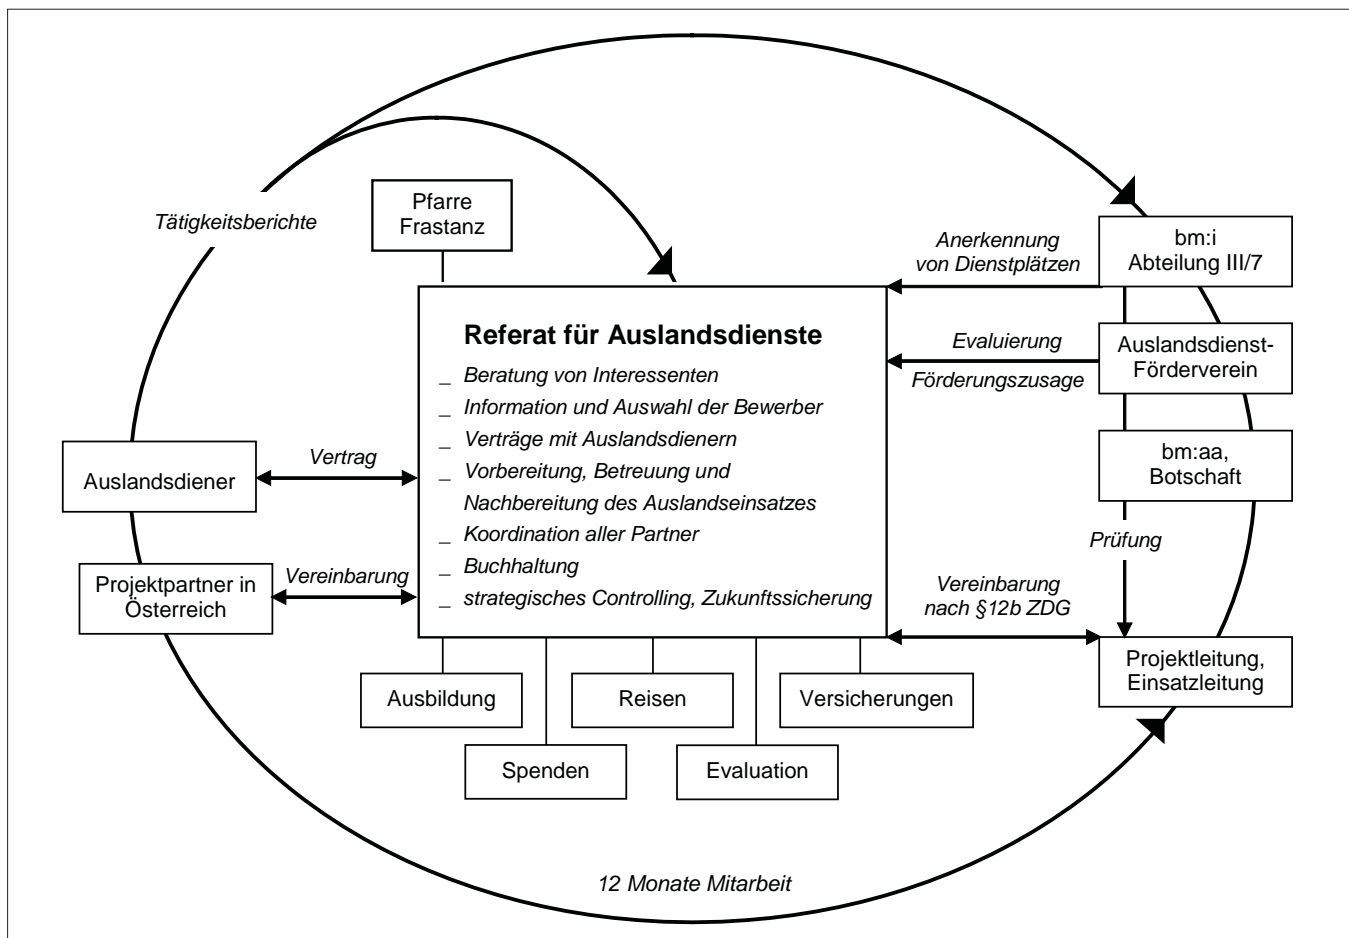 Tätigkeitsberichte
Pfarre
Frastanz
Anerkennung
von Dienstplätzen
bm:i
Abteilung III/7
Referat für Auslandsdienste
_ Beratung von Interessenten
_ Information und Auswahl der Bewerber
_ Verträge mit Auslandsdienern
_ Vorbereitung, Betreuung und
Nachbereitung des Auslandseinsatzes
_ Koordination aller Partner
_ Buchhaltung
_ strategisches Controlling, Zukunftssicherung
Evaluierung
Förderungszusage
Auslandsdienst-
Förderverein
bm:aa,
Botschaft
Auslandsdiener
Vertrag
Prüfung
Projektpartner in
Österreich
Vereinbarung
Vereinbarung
nach §12b ZDG
Projektleitung,
Einsatzleitung
Ausbildung
Reisen
Versicherungen
Spenden
Evaluation
12 Monate Mitarbeit